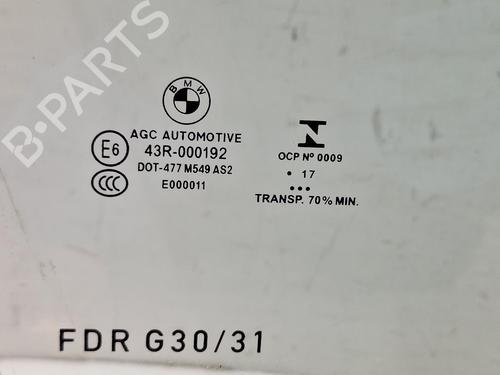 B-PARTS
BMW
AGC AUTOMOTIVE
E6
43R-000192
DOT-477 M549 AS2
CCC
E000011
N
OCP Nº 0009
• 17
•••
TRANSP. 70% MIN.
FDR G30/31